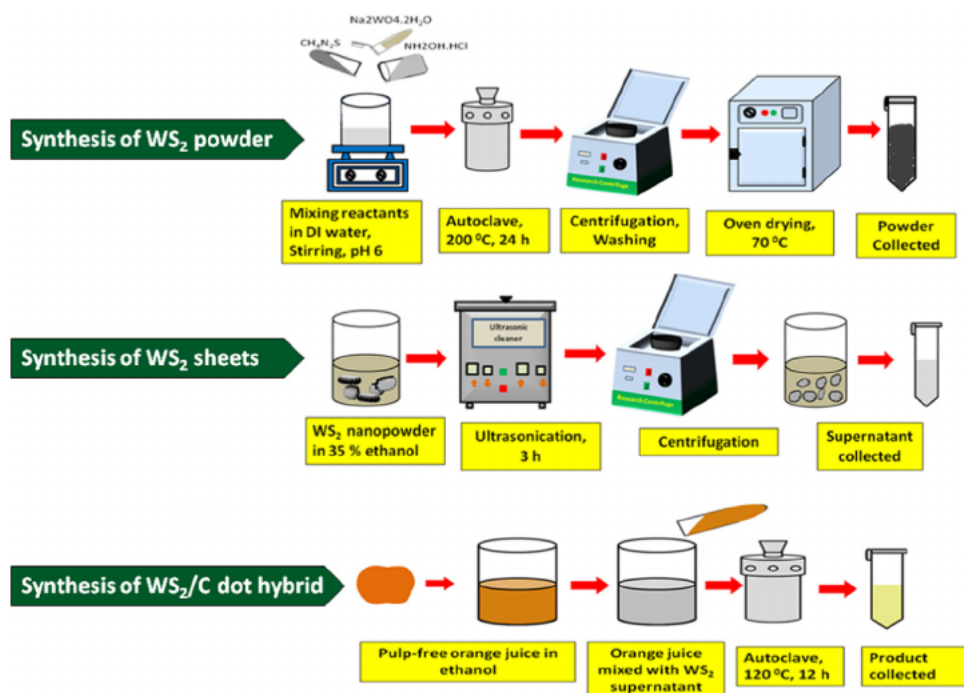 Na2WO4.2H₂O
CH₄N₂S
NH2OH.HCl
Synthesis of WS₂ powder
Research Centrifuge
Mixing reactants
in DI water,
Stirring, pH 6
Autoclave,
200 ⁰C, 24 h
Centrifugation,
Washing
Oven drying,
70 ⁰C
Powder
Collected
Synthesis of WS₂ sheets
Ultrasonic
cleaner
Research Centrifuge
WS₂ nanopowder
in 35 % ethanol
Ultrasonication,
3 h
Centrifugation
Supernatant
collected
Synthesis of WS₂/C dot hybrid
Pulp-free orange juice in
ethanol
Orange juice
mixed with WS₂
supernatant
Autoclave,
120 ⁰C, 12 h
Product
collected